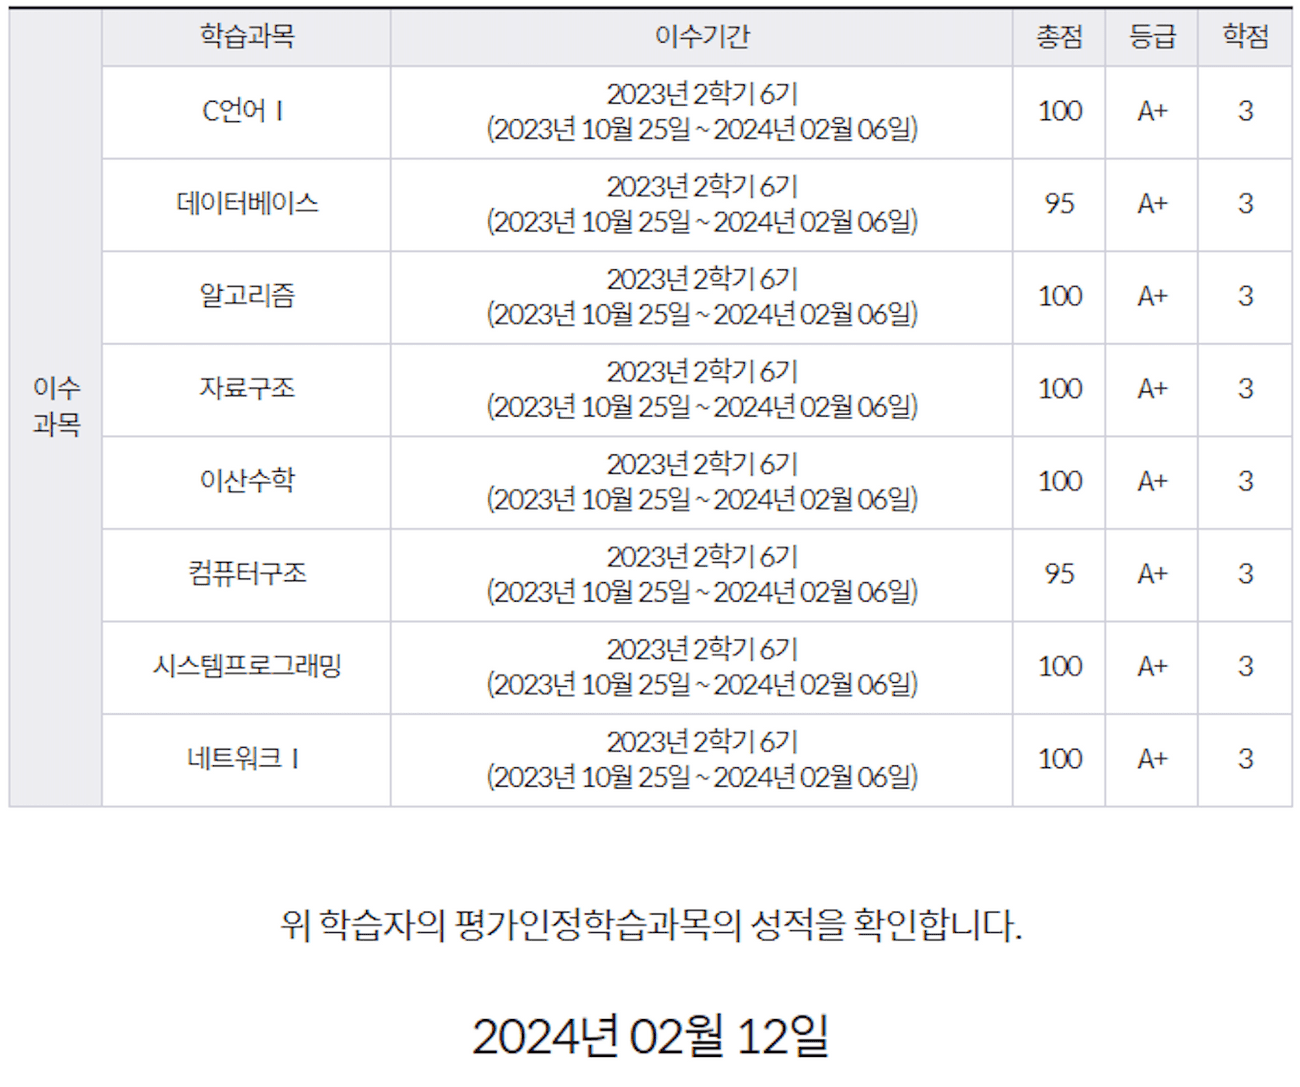 학습과목 이수기간 총점 등급 학점
이수
과목
C언어 Ⅰ
2023년 2학기 6기
(2023년 10월 25일 ~ 2024년 02월 06일)
100 A+ 3
데이터베이스
2023년 2학기 6기
(2023년 10월 25일 ~ 2024년 02월 06일)
95 A+ 3
알고리즘
2023년 2학기 6기
(2023년 10월 25일 ~ 2024년 02월 06일)
100 A+ 3
자료구조
2023년 2학기 6기
(2023년 10월 25일 ~ 2024년 02월 06일)
100 A+ 3
이산수학
2023년 2학기 6기
(2023년 10월 25일 ~ 2024년 02월 06일)
100 A+ 3
컴퓨터구조
2023년 2학기 6기
(2023년 10월 25일 ~ 2024년 02월 06일)
95 A+ 3
시스템프로그래밍
2023년 2학기 6기
(2023년 10월 25일 ~ 2024년 02월 06일)
100 A+ 3
네트워크 Ⅰ
2023년 2학기 6기
(2023년 10월 25일 ~ 2024년 02월 06일)
100 A+ 3
위 학습자의 평가인정학습과목의 성적을 확인합니다.
2024년 02월 12일